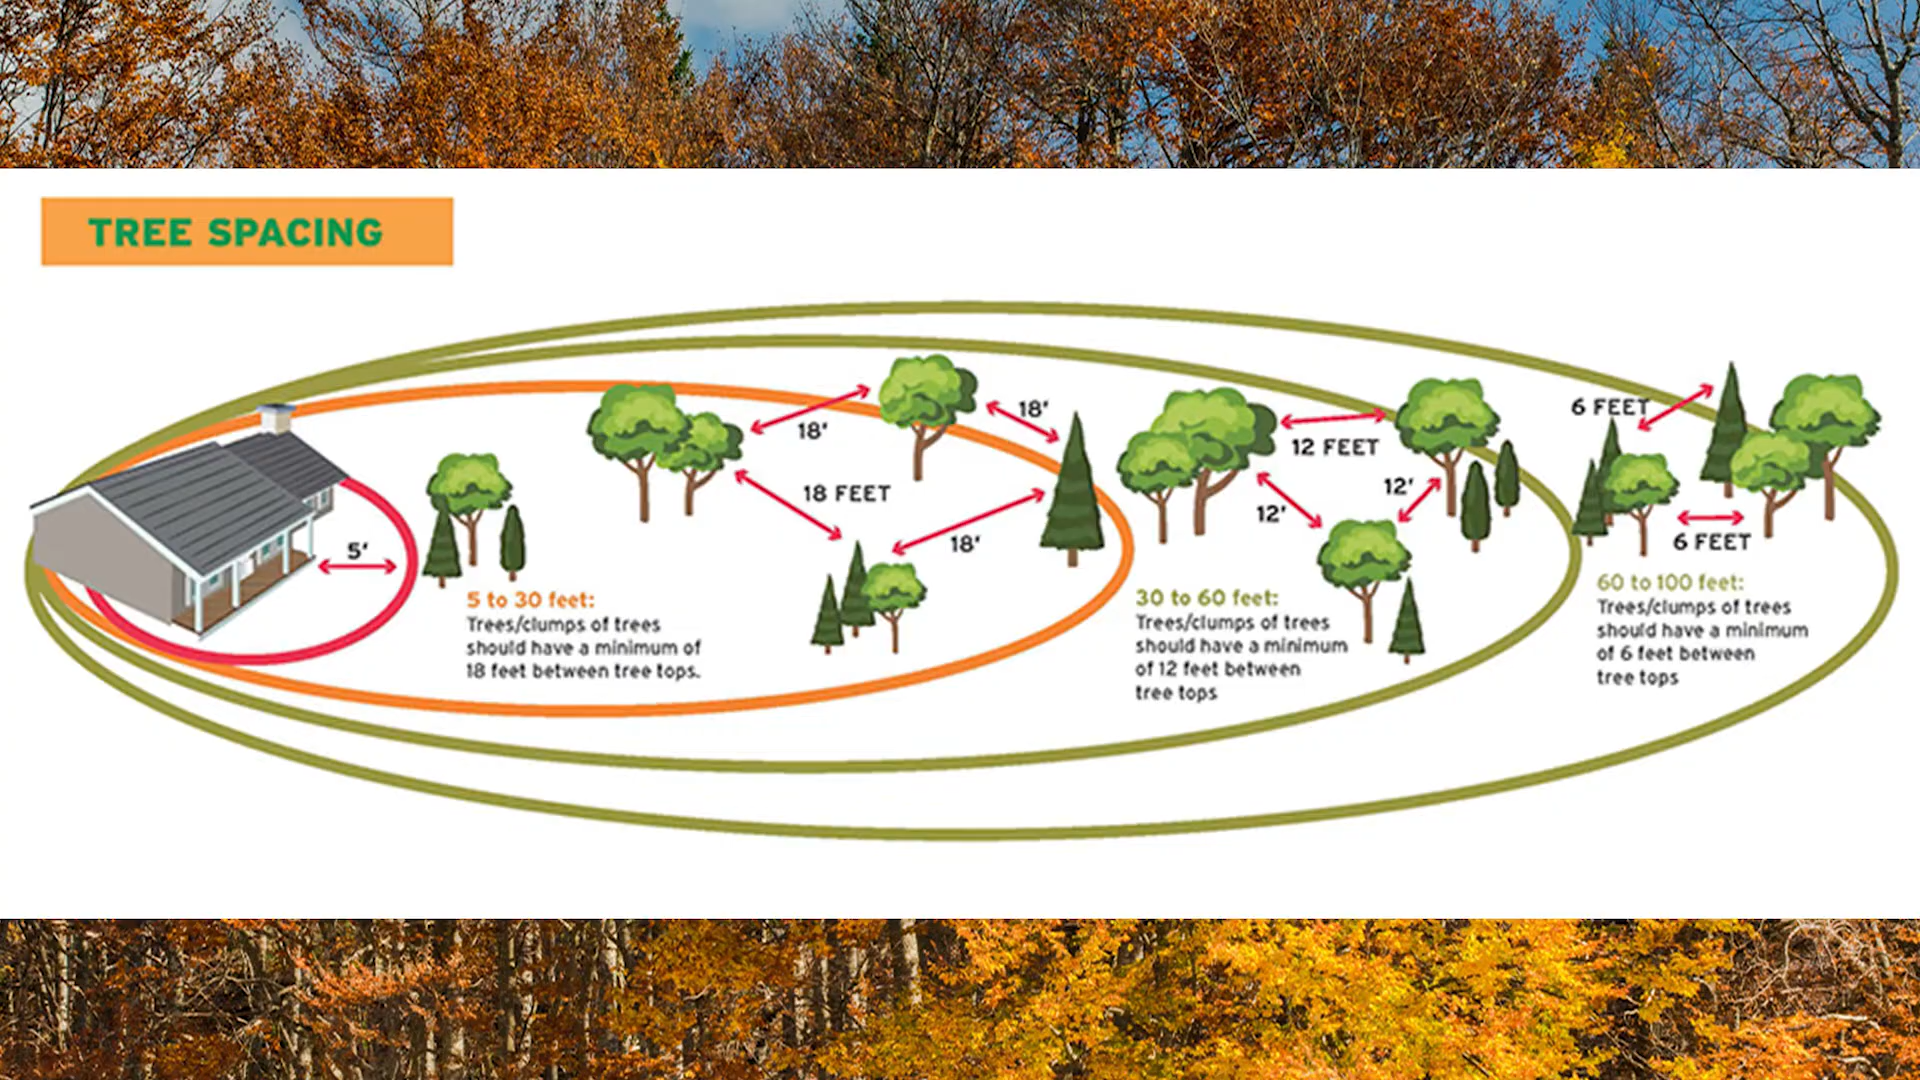 TREE SPACING
6 FEET
18'
18'
12 FEET
18 FEET
12'
12'
18'
6 FEET
5'
5 to 30 feet:
Trees/clumps of trees
should have a minimum of
18 feet between tree tops.
30 to 60 feet:
Trees/clumps of trees
should have a minimum
of 12 feet between
tree tops
60 to 100 feet:
Trees/clumps of trees
should have a minimum
of 6 feet between
tree tops